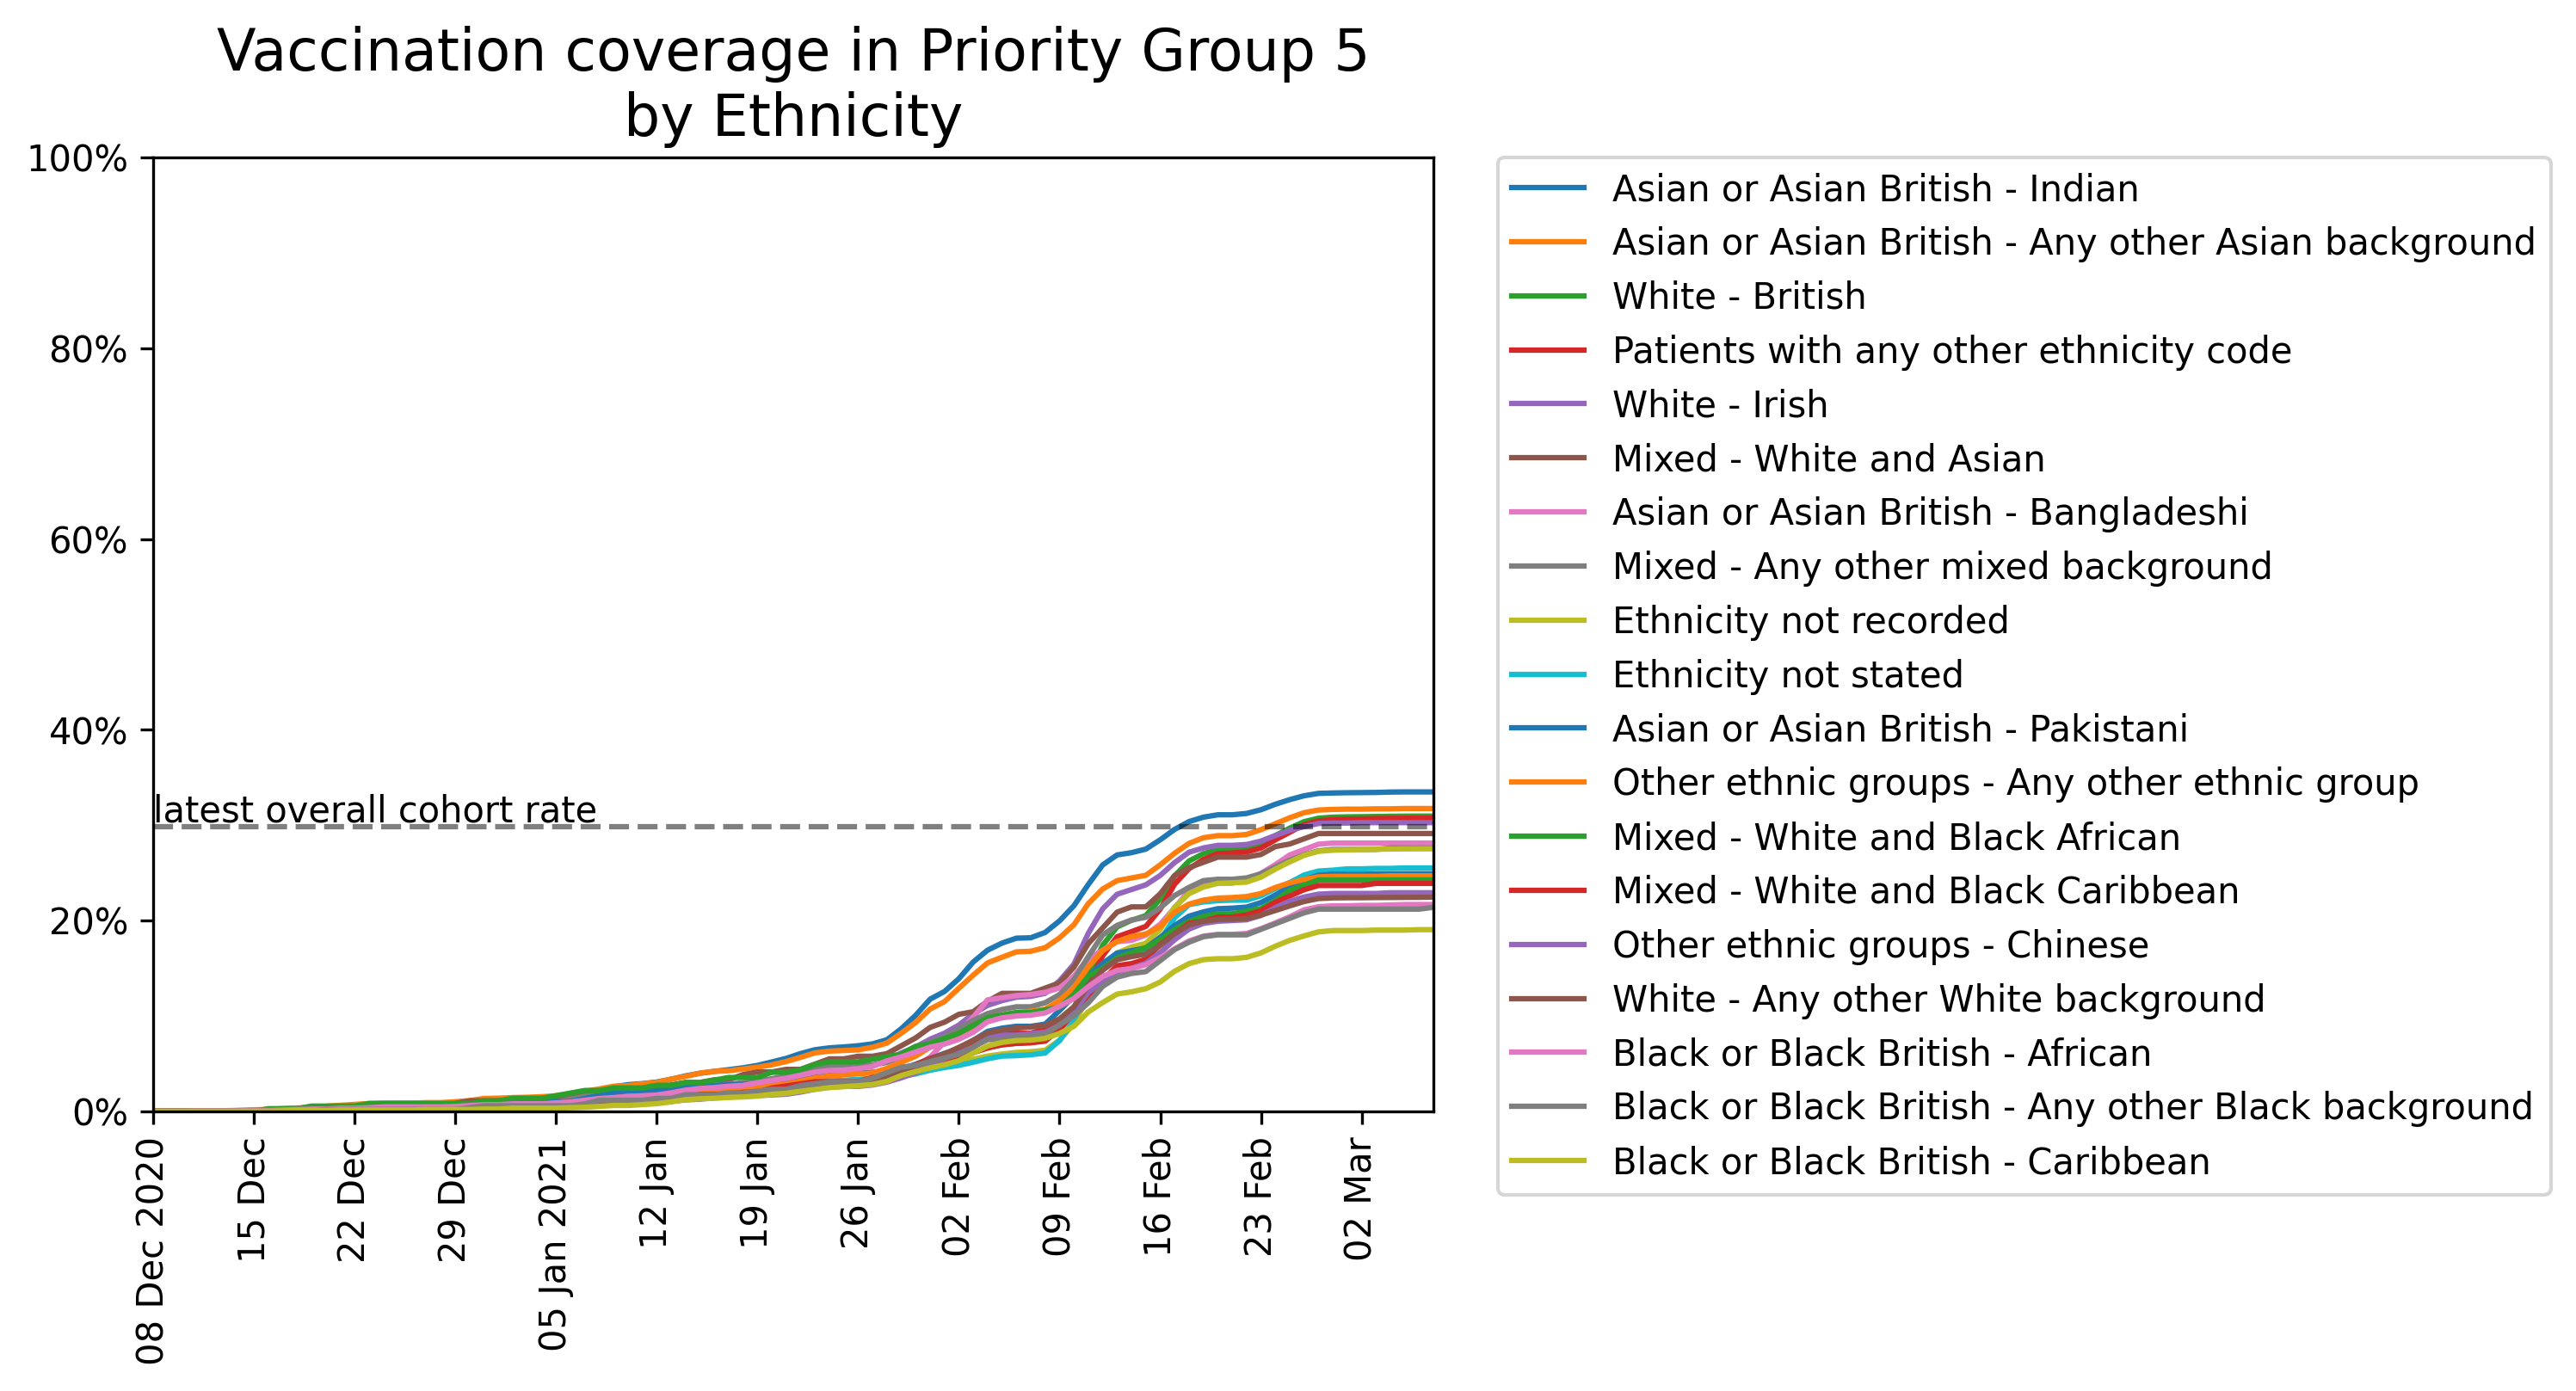 Vaccination coverage in Priority Group 5
by Ethnicity
100%
80%
60%
40%
20%
0%
latest overall cohort rate
08 Dec 2020
15 Dec
22 Dec
29 Dec
05 Jan 2021
12 Jan
19 Jan
26 Jan
02 Feb
09 Feb
16 Feb
23 Feb
02 Mar
Asian or Asian British - Indian
Asian or Asian British - Any other Asian background
White - British
Patients with any other ethnicity code
White - Irish
Mixed - White and Asian
Asian or Asian British - Bangladeshi
Mixed - Any other mixed background
Ethnicity not recorded
Ethnicity not stated
Asian or Asian British - Pakistani
Other ethnic groups - Any other ethnic group
Mixed - White and Black African
Mixed - White and Black Caribbean
Other ethnic groups - Chinese
White - Any other White background
Black or Black British - African
Black or Black British - Any other Black background
Black or Black British - Caribbean